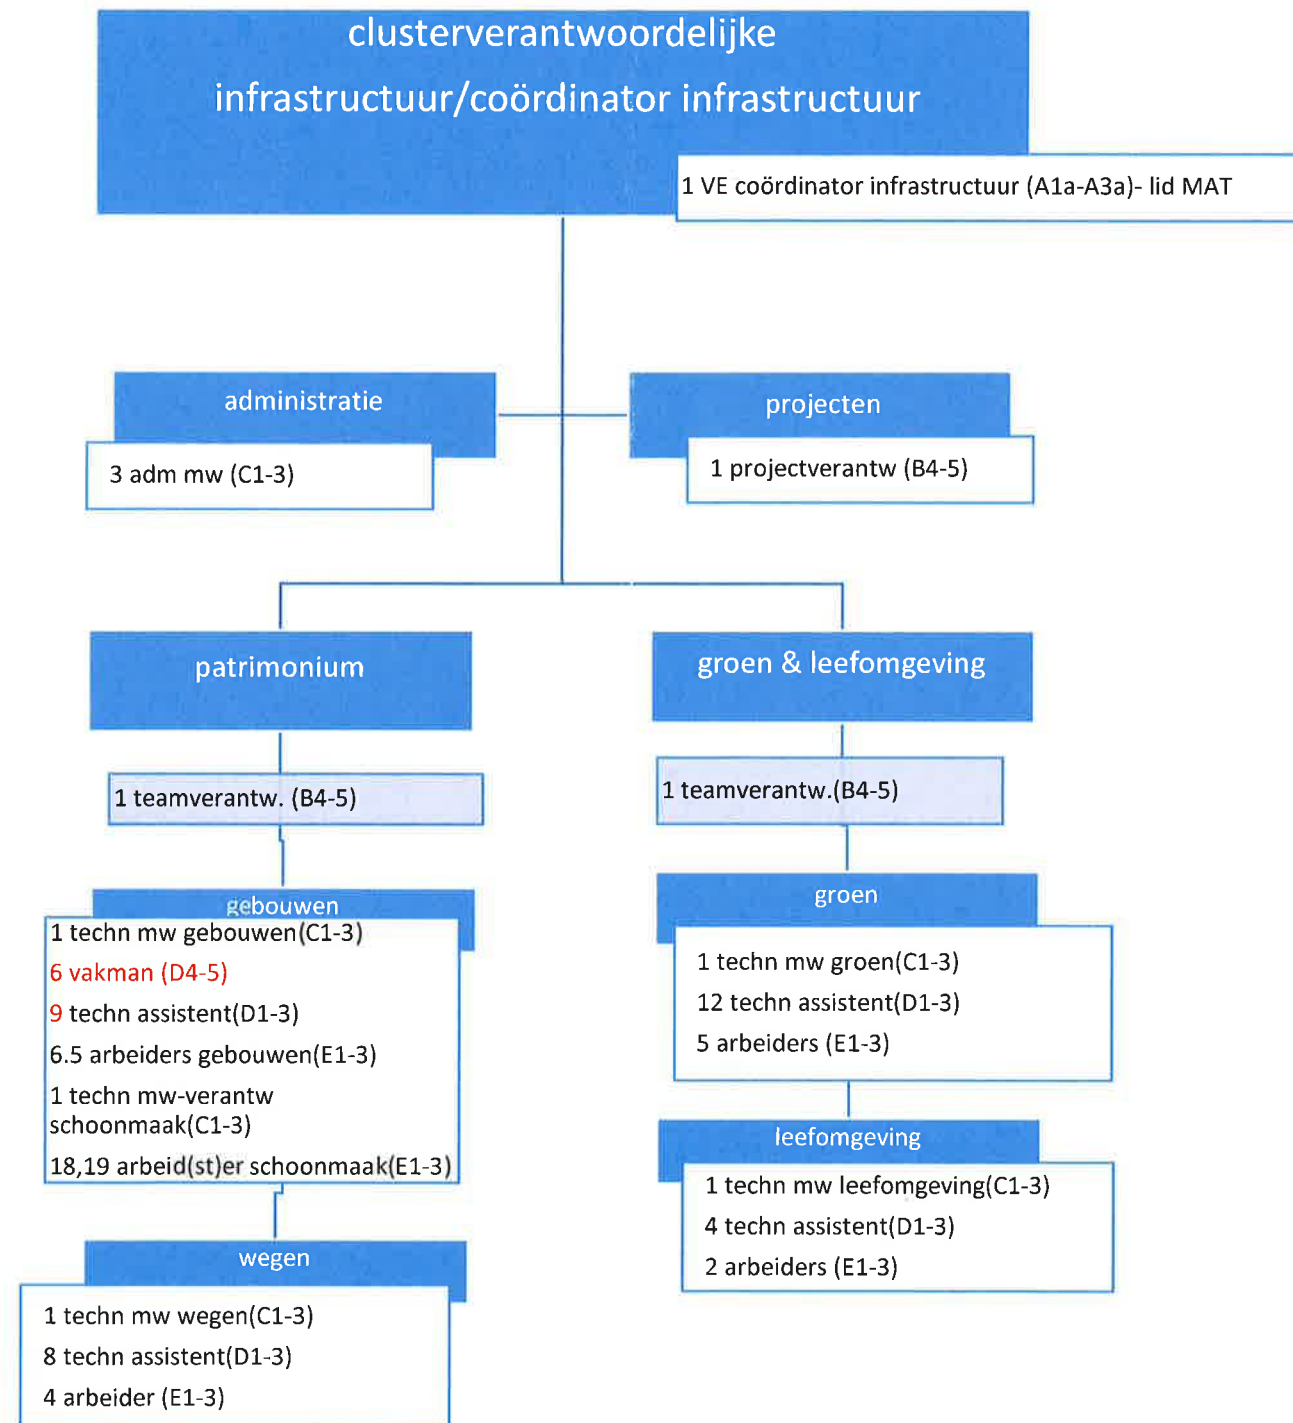 clusterverantwoordelijke
infrastructuur/coördinator infrastructuur
1 VE coördinator infrastructuur (A1a-A3a)- lid MAT
administratie
3 adm mw (C1-3)
projecten
1 projectverantw (B4-5)
patrimonium
1 teamverantw. (B4-5)
gebouwen
1 techn mw gebouwen(C1-3)
6 vakman (D4-5)
9 techn assistent(D1-3)
6.5 arbeiders gebouwen(E1-3)
1 techn mw-verantw
schoonmaak(C1-3)
18,19 arbeid(st)er schoonmaak(E1-3)
wegen
1 techn mw wegen(C1-3)
8 techn assistent(D1-3)
4 arbeider (E1-3)
groen & leefomgeving
1 teamverantw.(B4-5)
groen
1 techn mw groen(C1-3)
12 techn assistent(D1-3)
5 arbeiders (E1-3)
leefomgeving
1 techn mw leefomgeving(C1-3)
4 techn assistent(D1-3)
2 arbeiders (E1-3)